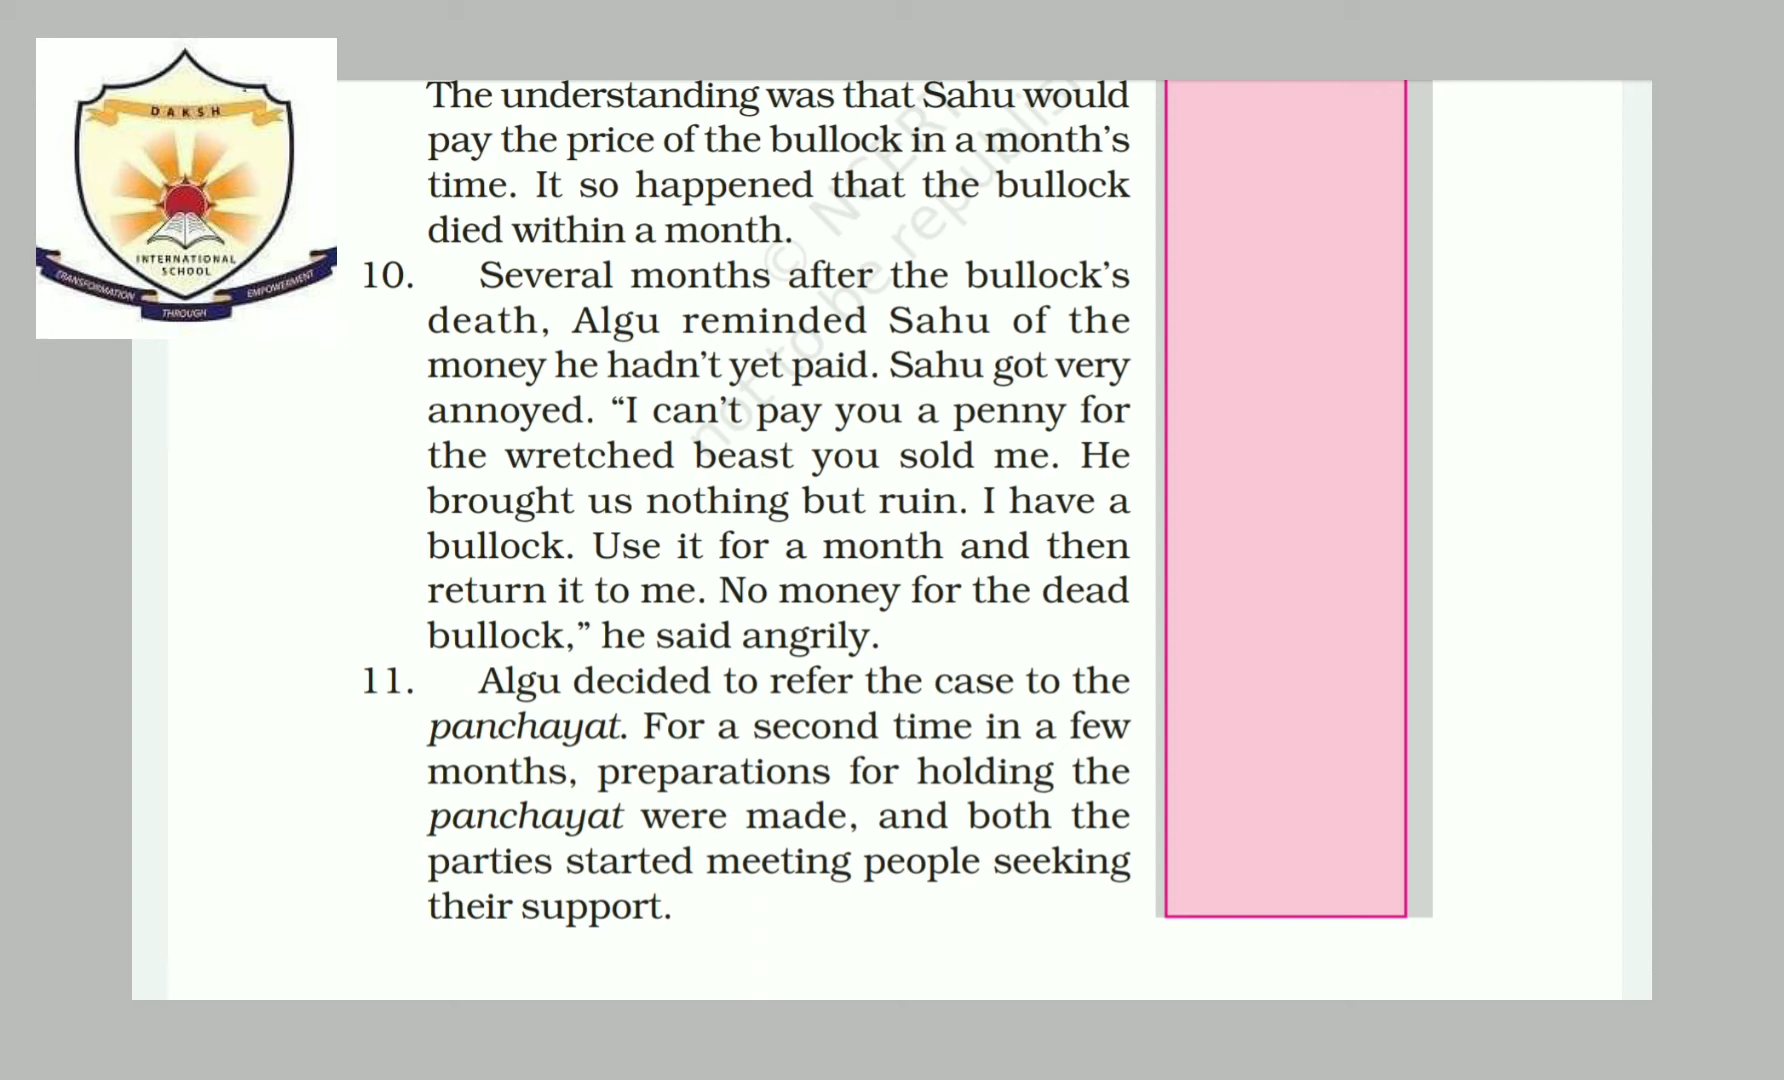 DAKSH
INTERNATIONAL
SCHOOL
TRANSFORMATION
THROUGH
EMPOWERMENT
The understanding was that Sahu would
pay the price of the bullock in a month’s
time. It so happened that the bullock
died within a month.
10. Several months after the bullock’s
death, Algu reminded Sahu of the
money he hadn’t yet paid. Sahu got very
annoyed. “I can’t pay you a penny for
the wretched beast you sold me. He
brought us nothing but ruin. I have a
bullock. Use it for a month and then
return it to me. No money for the dead
bullock,” he said angrily.
11. Algu decided to refer the case to the
panchayat. For a second time in a few
months, preparations for holding the
panchayat were made, and both the
parties started meeting people seeking
their support.
© NCERT
not to be republis